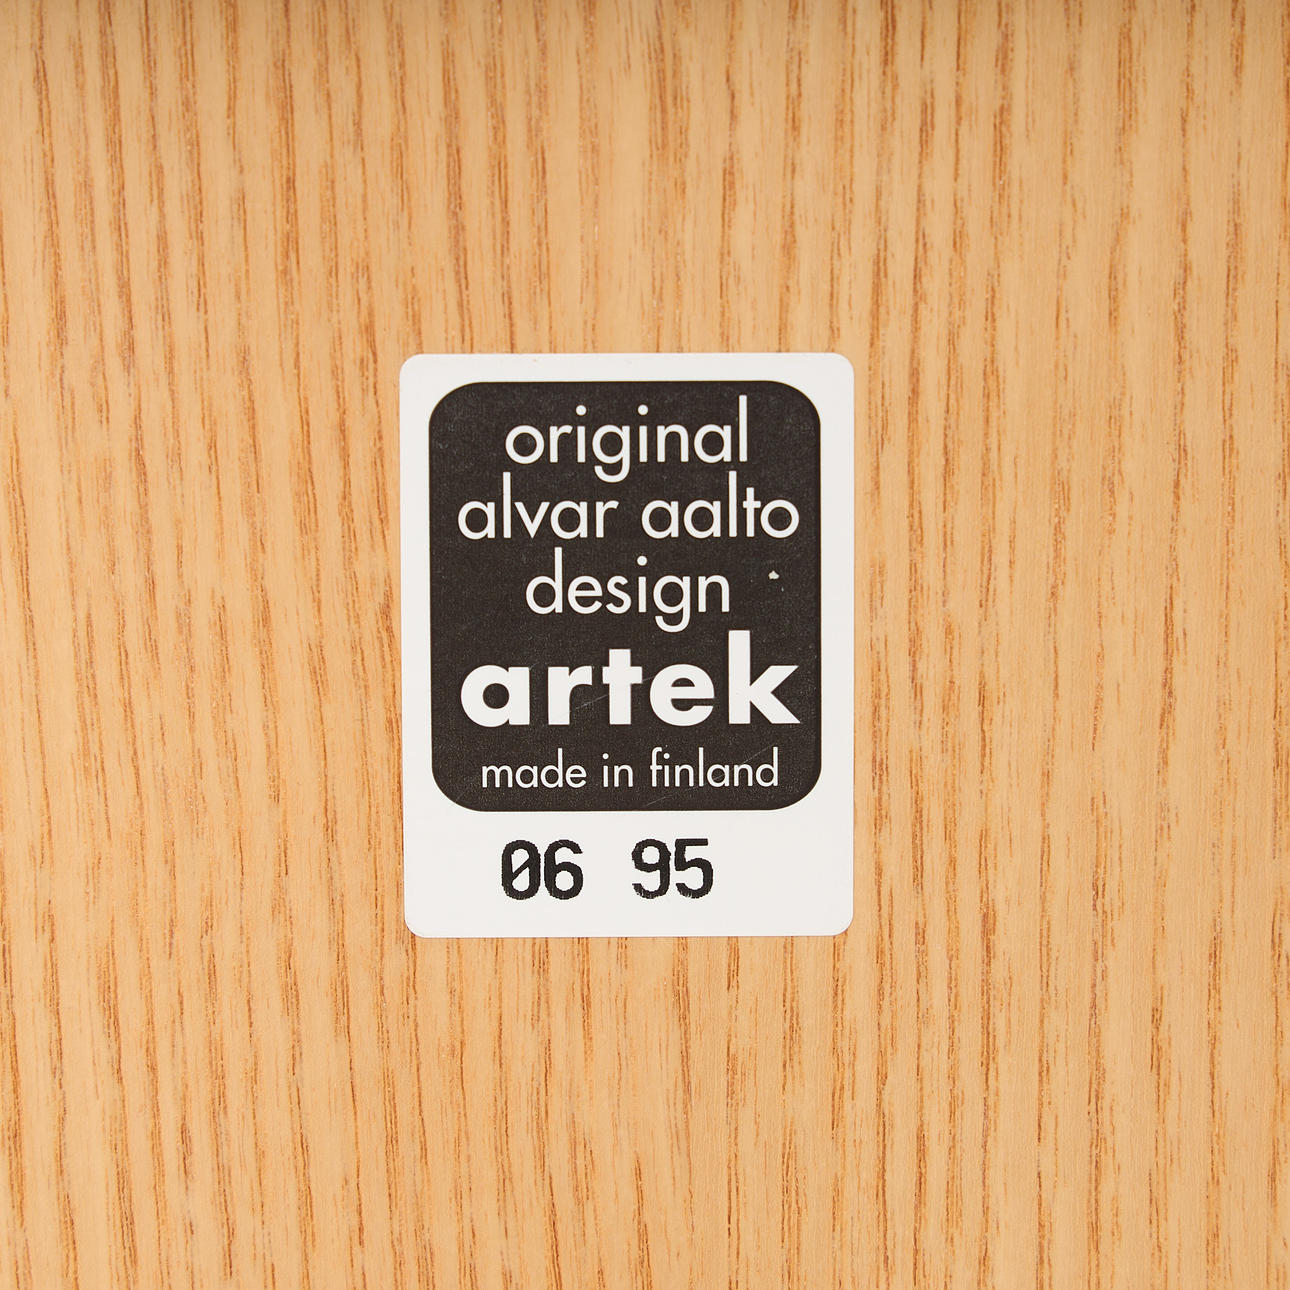 original
alvar aalto
design
artek
made in finland
06 95